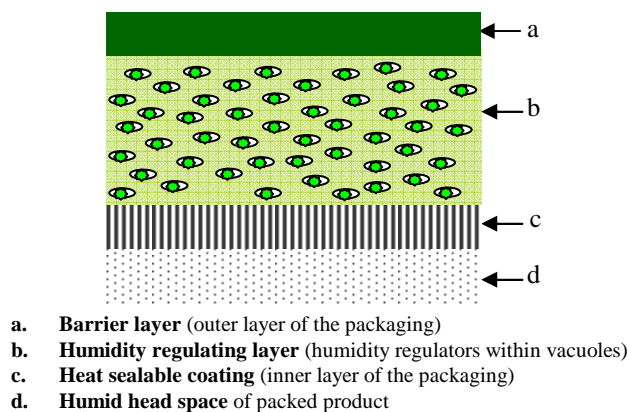 a
b
c
d
a. Barrier layer (outer layer of the packaging)
b. Humidity regulating layer (humidity regulators within vacuoles)
c. Heat sealable coating (inner layer of the packaging)
d. Humid head space of packed product